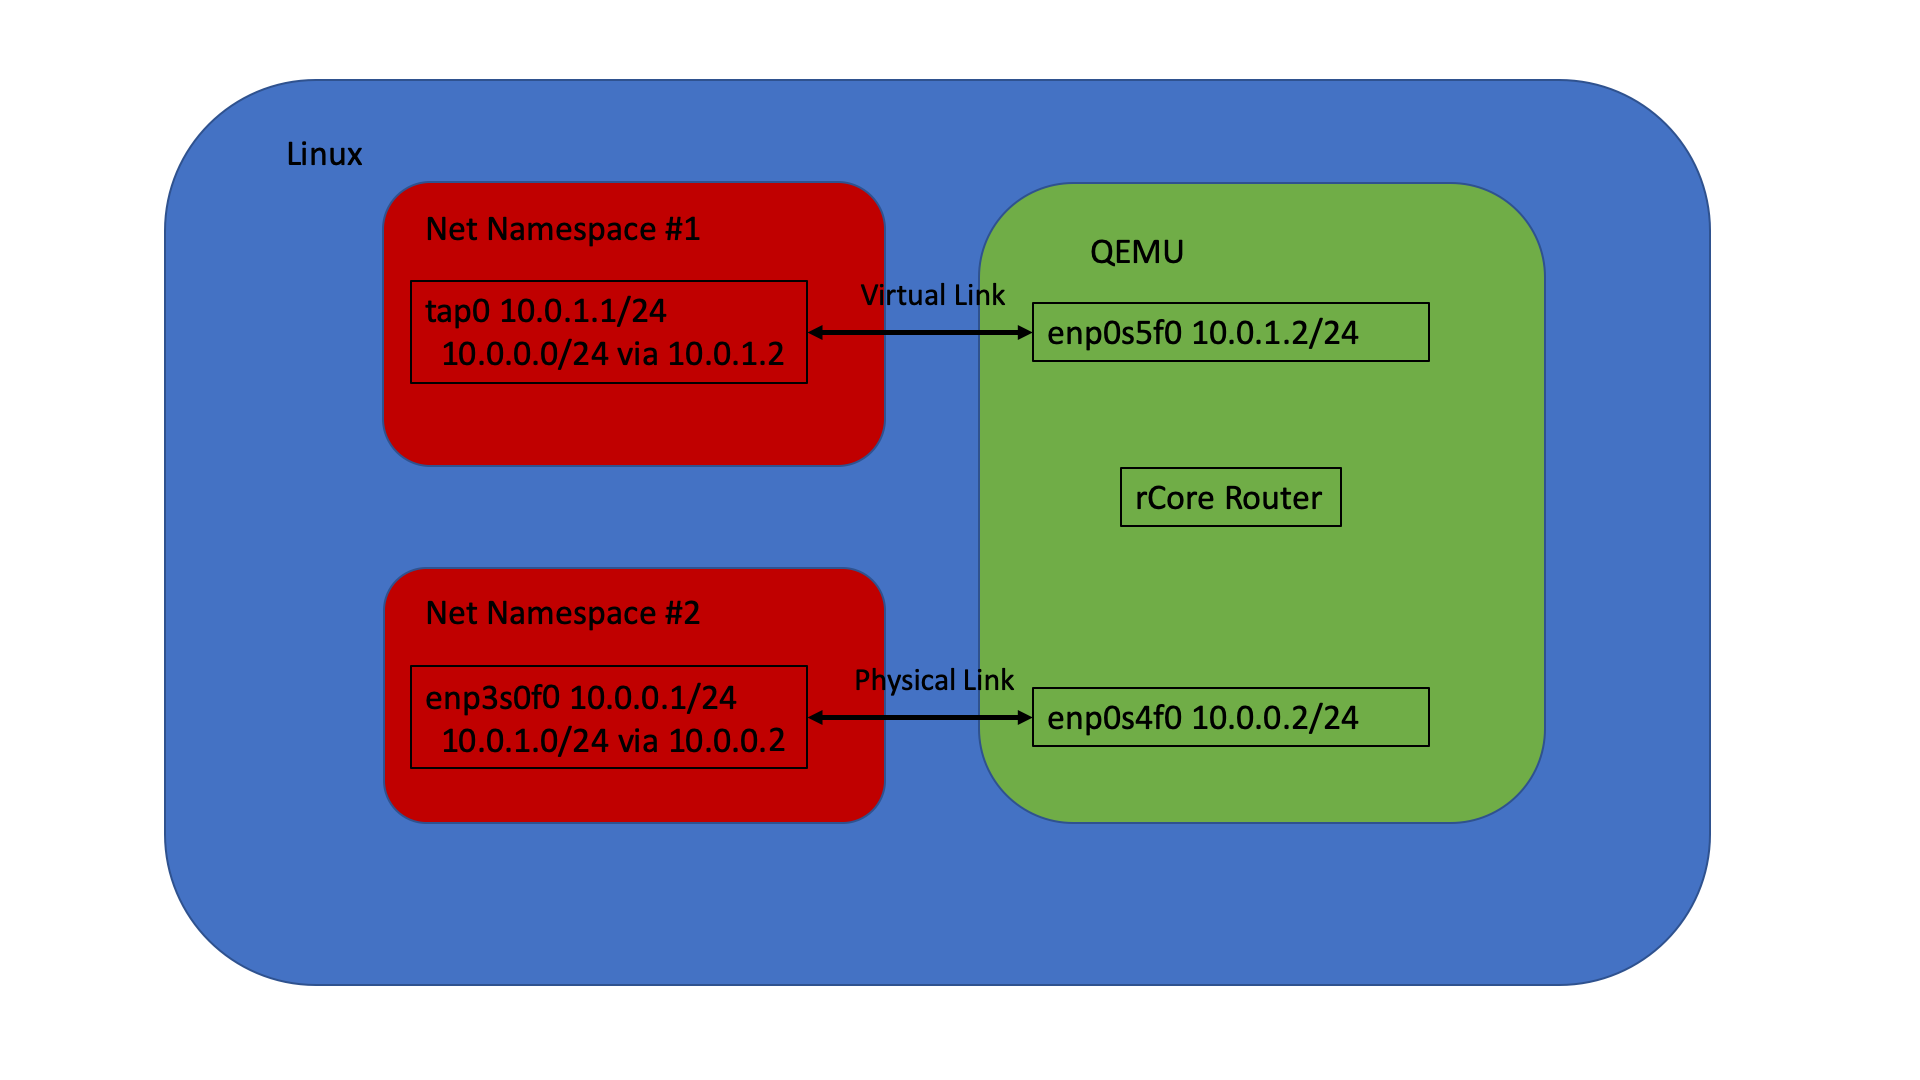 Linux
Net Namespace #1
tap0 10.0.1.1/24
10.0.0.0/24 via 10.0.1.2
Virtual Link
QEMU
enp0s5f0 10.0.1.2/24
rCore Router
Net Namespace #2
enp3s0f0 10.0.0.1/24
10.0.1.0/24 via 10.0.0.2
Physical Link
enp0s4f0 10.0.0.2/24